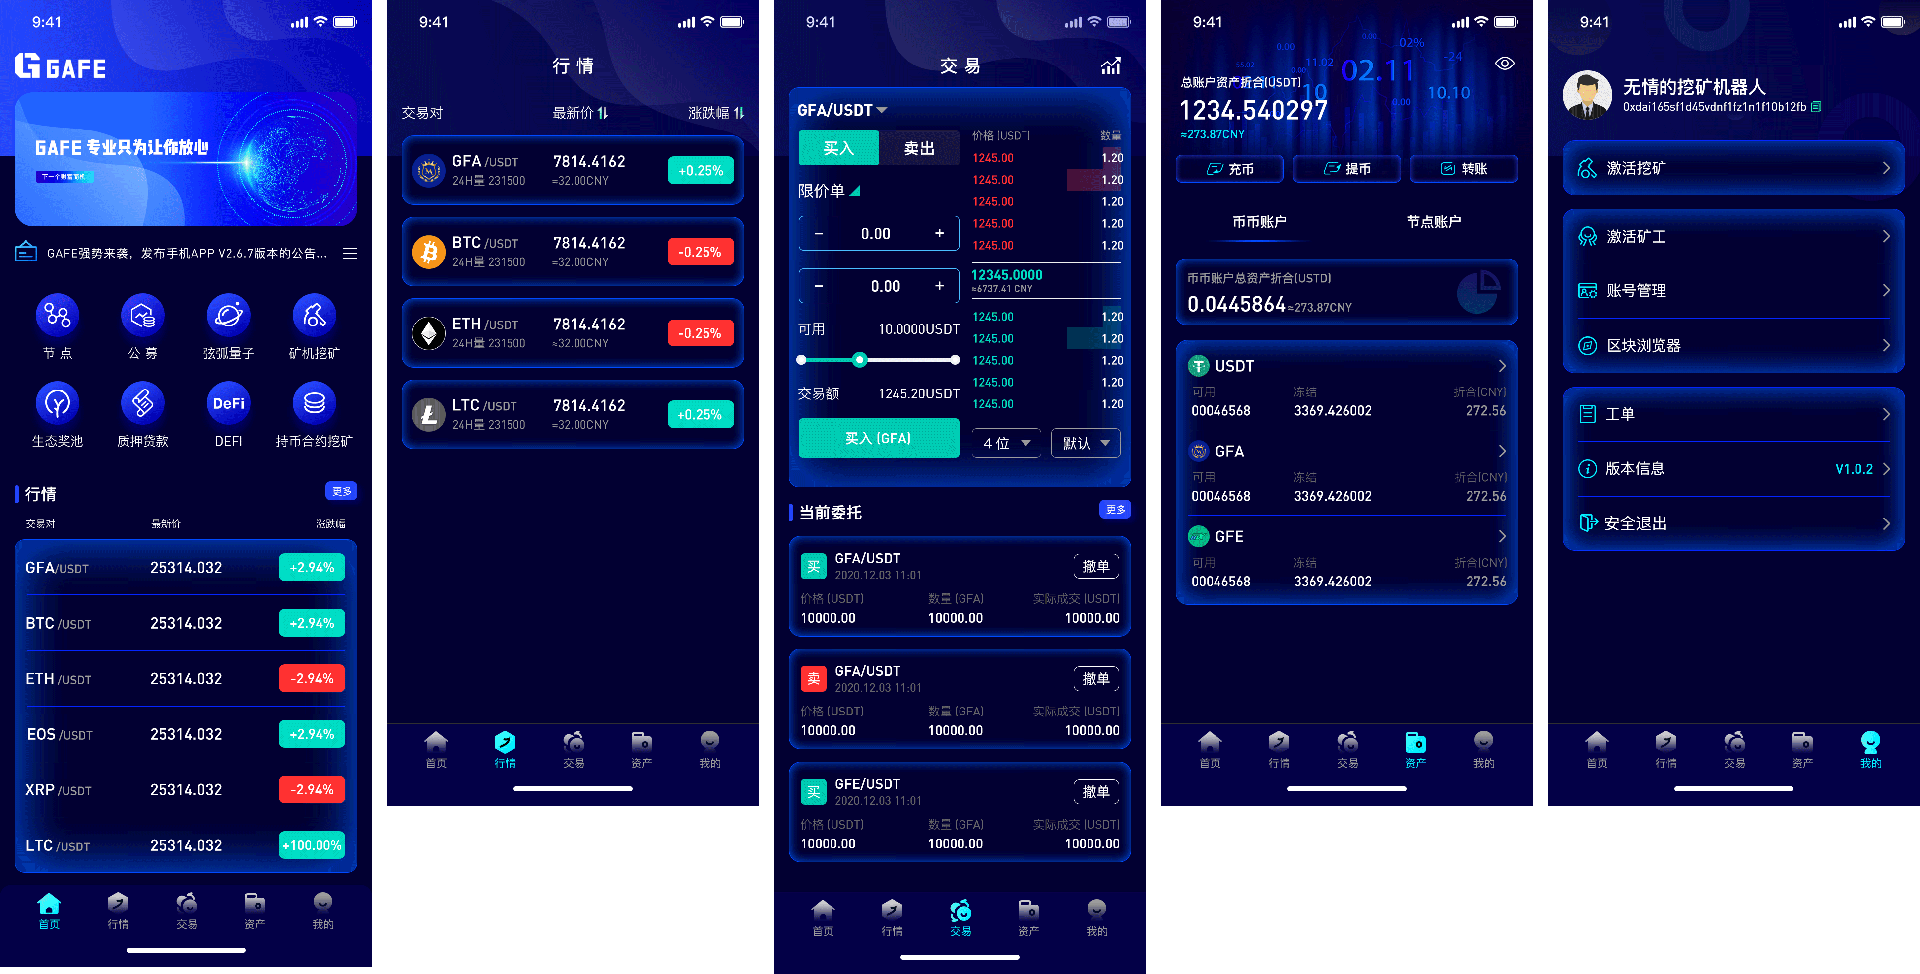 9:41
GAFE
GAFE 专业只为让你放心
GAFE强势来袭，发布手机APP V2.6.7版本的公告...
节 点
公 募
弦弧量子
矿机挖矿
DeFi
生态奖池
质押贷款
DEFI
持币合约挖矿
行情
更多
交易对 最新价 涨跌幅
GFA/USDT 25314.032 +2.94%
BTC /USDT 25314.032 +2.94%
ETH /USDT 25314.032 -2.94%
EOS /USDT 25314.032 +2.94%
XRP /USDT 25314.032 -2.94%
LTC /USDT 25314.032 +100.00%
首页 行情 交易 资产 我的
9:41
行 情
交易对 最新价 涨跌幅
GFA /USDT 7814.4162 +0.25%
24H量 231500 ≈32.00CNY
BTC /USDT 7814.4162 -0.25%
24H量 231500 ≈32.00CNY
ETH /USDT 7814.4162 -0.25%
24H量 231500 ≈32.00CNY
LTC /USDT 7814.4162 +0.25%
24H量 231500 ≈32.00CNY
首页 行情 交易 资产 我的
9:41
交 易
GFA/USDT
买入 卖出
限价单
− 0.00 +
− 0.00 +
可用 10.0000USDT
交易额 1245.20USDT
买入 (GFA)
价格 (USDT) 数量
1245.00 1.20
1245.00 1.20
1245.00 1.20
1245.00 1.20
1245.00 1.20
12345.0000
≈6737.41 CNY
1245.00 1.20
1245.00 1.20
1245.00 1.20
1245.00 1.20
1245.00 1.20
4 位 默认
当前委托
更多
买 GFA/USDT 撤单
2020.12.03 11:01
价格 (USDT) 数量 (GFA) 实际成交 (USDT)
10000.00 10000.00 10000.00
卖 GFA/USDT 撤单
2020.12.03 11:01
价格 (USDT) 数量 (GFA) 实际成交 (USDT)
10000.00 10000.00 10000.00
买 GFE/USDT 撤单
2020.12.03 11:01
价格 (USDT) 数量 (GFA) 实际成交 (USDT)
10000.00 10000.00 10000.00
首页 行情 交易 资产 我的
9:41
0.00 02% -24
11.02 02.11
10 10.10
0.00
总账户资产折合(USDT)
1234.540297
≈273.87CNY
充币 提币 转账
币币账户 节点账户
币币账户总资产折合(USTD)
0.0445864≈273.87CNY
USDT
可用 冻结 折合(CNY)
00046568 3369.426002 272.56
GFA
可用 冻结 折合(CNY)
00046568 3369.426002 272.56
GFE
可用 冻结 折合(CNY)
00046568 3369.426002 272.56
首页 行情 交易 资产 我的
9:41
无情的挖矿机器人
0xdai165sf1d45vdnf1fz1n1f10b12fb
激活挖矿
激活矿工
账号管理
区块浏览器
工单
版本信息 V1.0.2
安全退出
首页 行情 交易 资产 我的